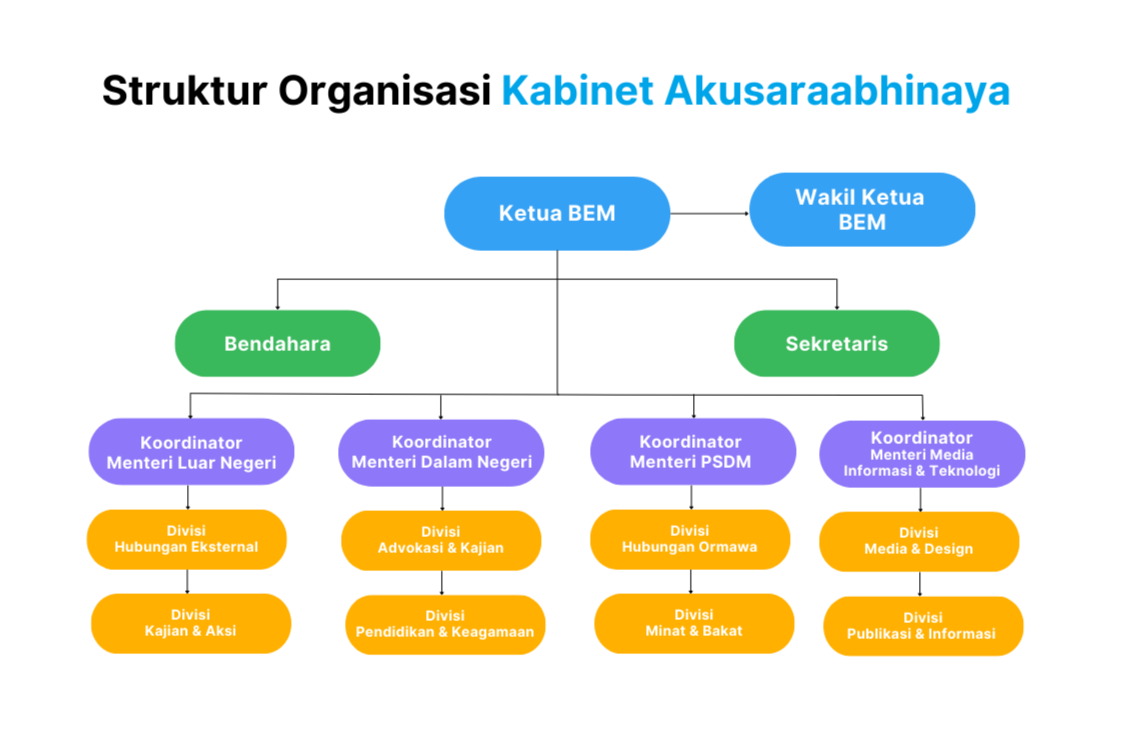 Struktur Organisasi Kabinet Akusaraabhinaya
Ketua BEM
Wakil Ketua
BEM
Bendahara
Sekretaris
Koordinator
Menteri Luar Negeri
Koordinator
Menteri Dalam Negeri
Koordinator
Menteri PSDM
Koordinator
Menteri Media
Informasi & Teknologi
Divisi
Hubungan Eksternal
Divisi
Advokasi & Kajian
Divisi
Hubungan Ormawa
Divisi
Media & Design
Divisi
Kajian & Aksi
Divisi
Pendidikan & Keagamaan
Divisi
Minat & Bakat
Divisi
Publikasi & Informasi